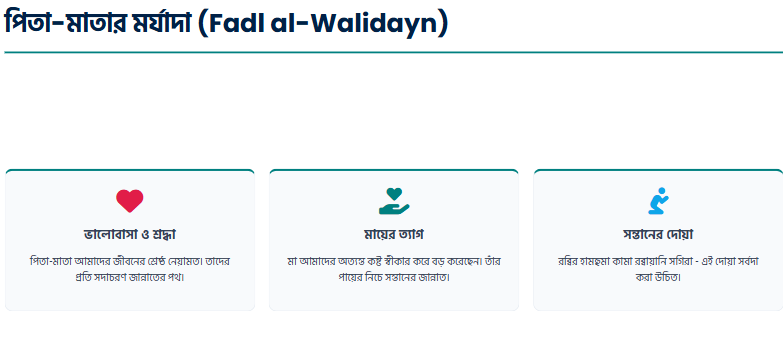 পিতা-মাতার মর্যাদা (Fadl al-Walidayn)
ভালোবাসা ও শ্রদ্ধা
পিতা-মাতা আমাদের জীবনের শ্রেষ্ঠ নেয়ামত। তাদের
প্রতি সদাচরণ জান্নাতের পথ।
মায়ের ত্যাগ
মা আমাদের অত্যন্ত কষ্ট স্বীকার করে বড় করেছেন। তাঁর
পায়ের নিচে সন্তানের জান্নাত।
সন্তানের দোয়া
রব্বির হামহুমা কামা রব্বায়ানি সগিরা - এই দোয়া সর্বদা
করা উচিত।